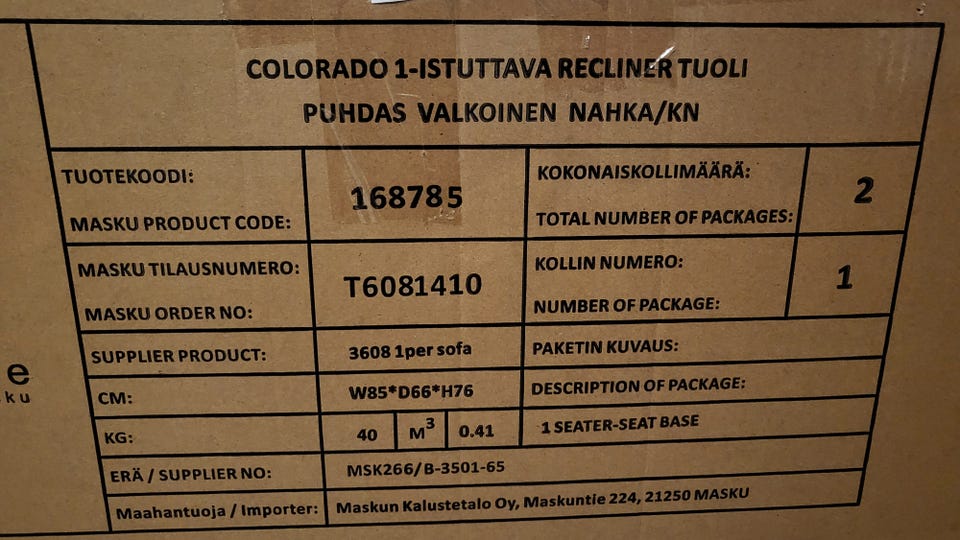 COLORADO 1-ISTUTTAVA RECLINER TUOLI
PUHDAS VALKOINEN NAHKA/KN
TUOTEKOODI:
MASKU PRODUCT CODE:
168785
KOKONAISKOLLIMÄÄRÄ:
TOTAL NUMBER OF PACKAGES:
2
MASKU TILAUSNUMERO:
MASKU ORDER NO:
T6081410
KOLLIN NUMERO:
NUMBER OF PACKAGE:
1
SUPPLIER PRODUCT:
3608 1per sofa
PAKETIN KUVAUS:
CM:
W85*D66*H76
DESCRIPTION OF PACKAGE:
KG:
40
M³
0.41
1 SEATER-SEAT BASE
ERÄ / SUPPLIER NO:
MSK266/B-3501-65
Maahantuoja / Importer:
Maskun Kalustetalo Oy, Maskuntie 224, 21250 MASKU
e
ku